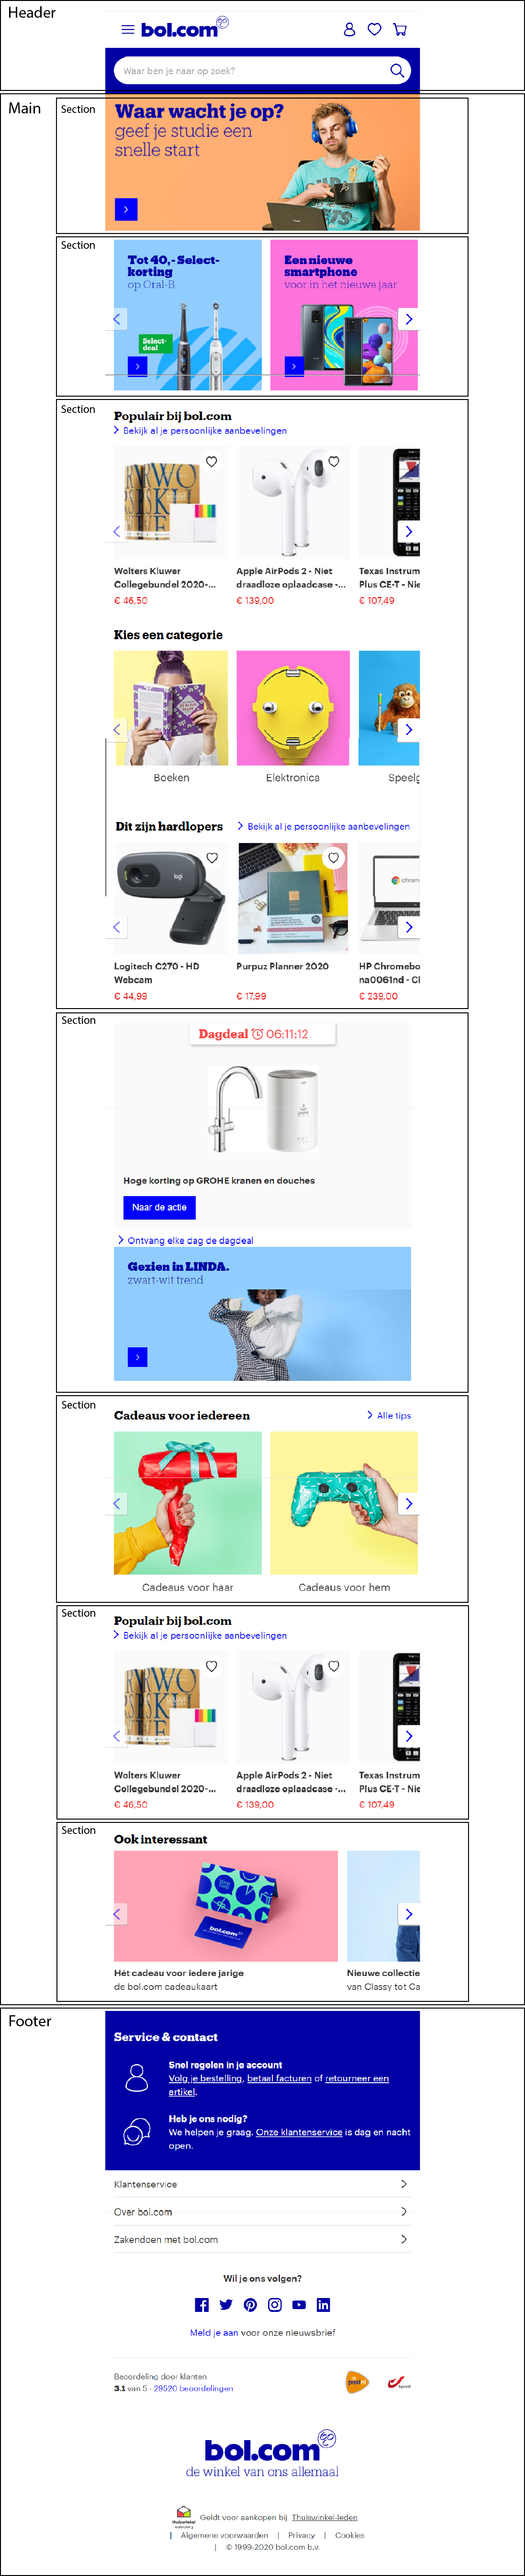 Header
bol.com
Waar ben je naar op zoek?
Main
Section
Waar wacht je op?
geef je studie een
snelle start
Section
Tot 40,- Select-
korting
op Oral-B
Select-
deal
Een nieuwe
smartphone
voor in het nieuwe jaar
Section
Populair bij bol.com
Bekijk al je persoonlijke aanbevelingen
Wolters Kluwer
Collegebundel 2020-...
€ 46,50
Apple AirPods 2 - Niet
draadloze oplaadcase -...
€ 139,00
Texas Instrum
Plus CE-T - Nie
€ 107,49
Kies een categorie
Boeken
Elektronica
Speelg
Dit zijn hardlopers
Bekijk al je persoonlijke aanbevelingen
logi
chrom
Logitech C270 - HD
Webcam
€ 44,99
Purpuz Planner 2020
€ 17,99
HP Chromebo
na0061nd - Cl
€ 239,00
Section
Dagdeal 06:11:12
Hoge korting op GROHE kranen en douches
Naar de actie
Ontvang elke dag de dagdeal
Gezien in LINDA.
zwart-wit trend
Section
Cadeaus voor iedereen
Alle tips
Cadeaus voor haar
Cadeaus voor hem
Section
Populair bij bol.com
Bekijk al je persoonlijke aanbevelingen
Wolters Kluwer
Collegebundel 2020-...
€ 46,50
Apple AirPods 2 - Niet
draadloze oplaadcase -...
€ 139,00
Texas Instrum
Plus CE-T - Nie
€ 107,49
Section
Ook interessant
bol.com
Hét cadeau voor iedere jarige
de bol.com cadeaukaart
Nieuwe collectie
van Classy tot Ca
Footer
Service & contact
Snel regelen in je account
Volg je bestelling, betaal facturen of retourneer een
artikel.
Heb je ons nodig?
We helpen je graag. Onze klantenservice is dag en nacht
open.
Klantenservice
Over bol.com
Zakendoen met bol.com
Wil je ons volgen?
Meld je aan voor onze nieuwsbrief
Beoordeling door klanten
3.1 van 5 - 29520 beoordelingen
bol.com
de winkel van ons allemaal
thuiswinkel
Geldt voor aankopen bij Thuiswinkel-leden
| Algemene voorwaarden | Privacy | Cookies
| © 1999-2020 bol.com b.v.